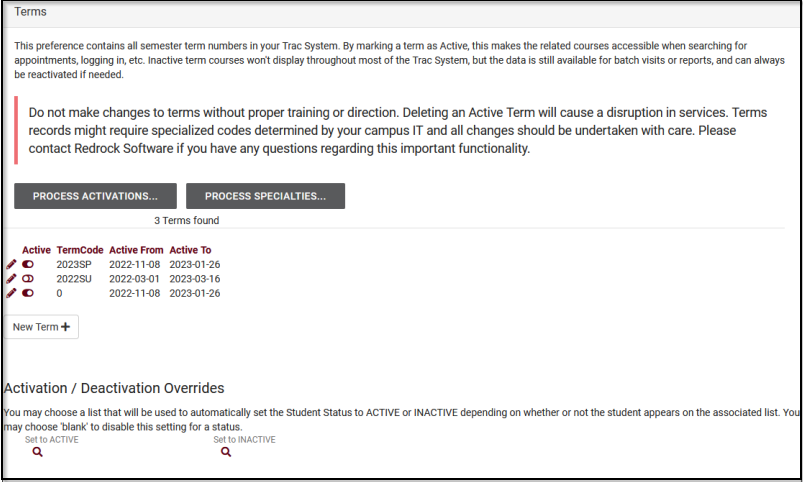 Terms
This preference contains all semester term numbers in your Trac System. By marking a term as Active, this makes the related courses accessible when searching for
appointments, logging in, etc. Inactive term courses won't display throughout most of the Trac System, but the data is still available for batch visits or reports, and can always
be reactivated if needed.
Do not make changes to terms without proper training or direction. Deleting an Active Term will cause a disruption in services. Terms
records might require specialized codes determined by your campus IT and all changes should be undertaken with care. Please
contact Redrock Software if you have any questions regarding this important functionality.
PROCESS ACTIVATIONS... PROCESS SPECIALTIES...
3 Terms found
Active TermCode Active From Active To
2023SP 2022-11-08 2023-01-26
2022SU 2022-03-01 2023-03-16
0 2022-11-08 2023-01-26
New Term +
Activation / Deactivation Overrides
You may choose a list that will be used to automatically set the Student Status to ACTIVE or INACTIVE depending on whether or not the student appears on the associated list. You
may choose 'blank' to disable this setting for a status.
Set to ACTIVE Set to INACTIVE